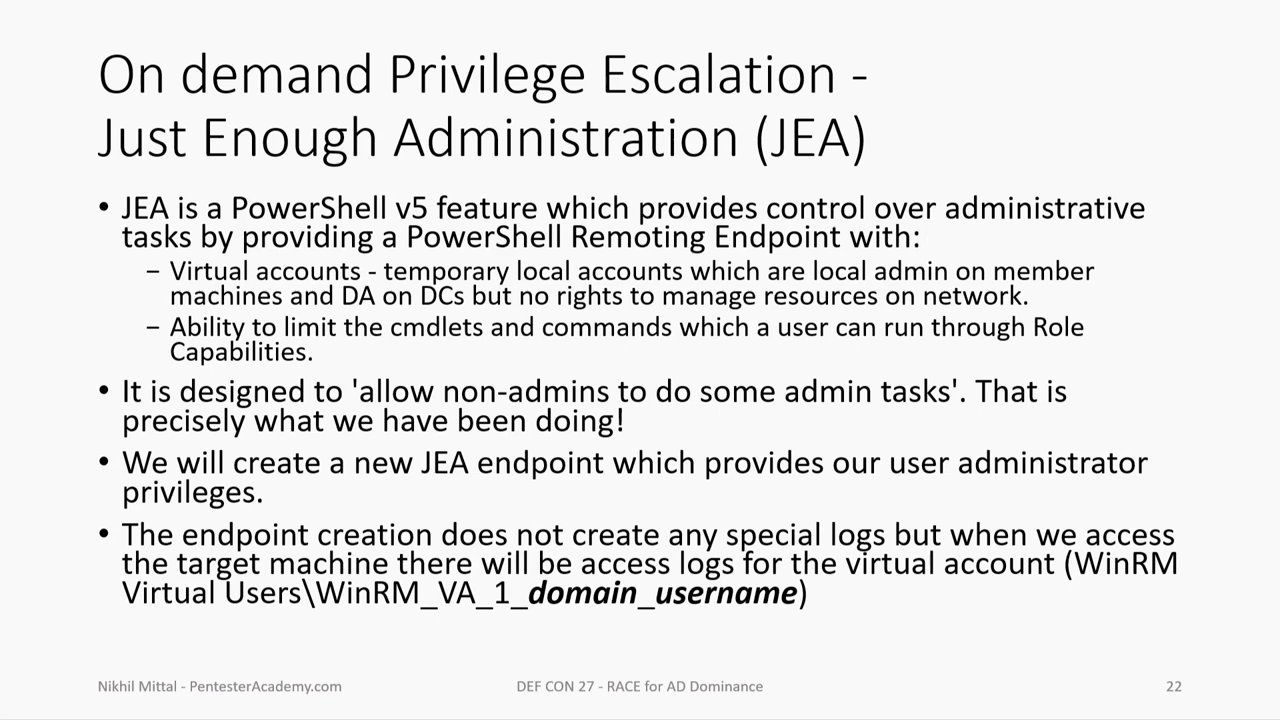 On demand Privilege Escalation -
Just Enough Administration (JEA)
• JEA is a PowerShell v5 feature which provides control over administrative
tasks by providing a PowerShell Remoting Endpoint with:
– Virtual accounts - temporary local accounts which are local admin on member
machines and DA on DCs but no rights to manage resources on network.
– Ability to limit the cmdlets and commands which a user can run through Role
Capabilities.
• It is designed to 'allow non-admins to do some admin tasks'. That is
precisely what we have been doing!
• We will create a new JEA endpoint which provides our user administrator
privileges.
• The endpoint creation does not create any special logs but when we access
the target machine there will be access logs for the virtual account (WinRM
Virtual Users\WinRM_VA_1_domain_username)
Nikhil Mittal - PentesterAcademy.com
DEF CON 27 - RACE for AD Dominance
22